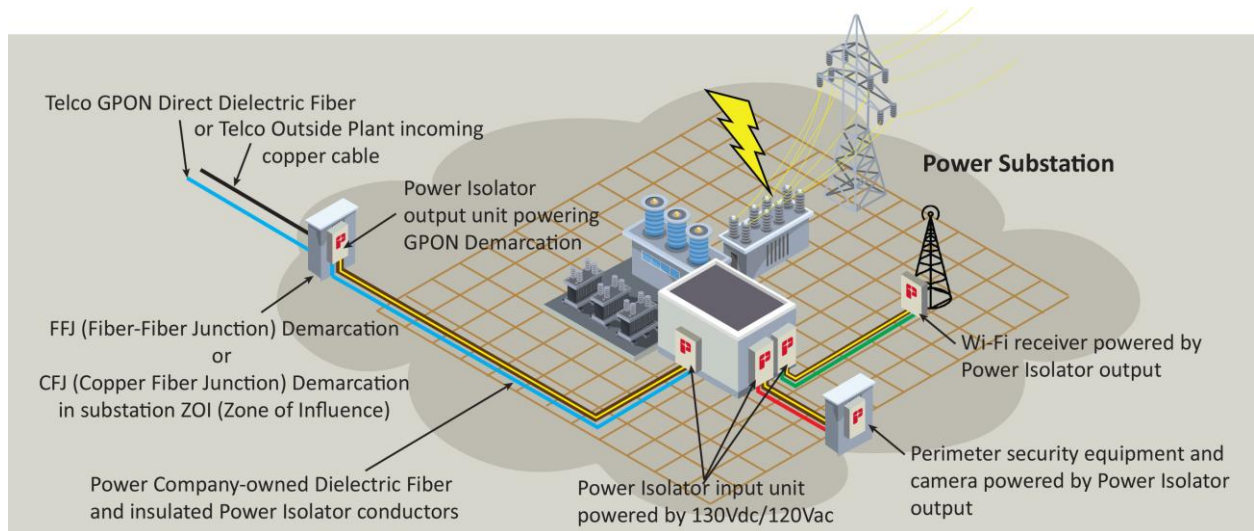 Telco GPON Direct Dielectric Fiber
or Telco Outside Plant incoming
copper cable
Power Isolator
output unit powering
GPON Demarcation
Power Substation
FFJ (Fiber-Fiber Junction) Demarcation
or
CFJ (Copper Fiber Junction) Demarcation
in substation ZOI (Zone of Influence)
Wi-Fi receiver powered by
Power Isolator output
Power Company-owned Dielectric Fiber
and insulated Power Isolator conductors
Power Isolator input unit
powered by 130Vdc/120Vac
Perimeter security equipment and
camera powered by Power Isolator
output